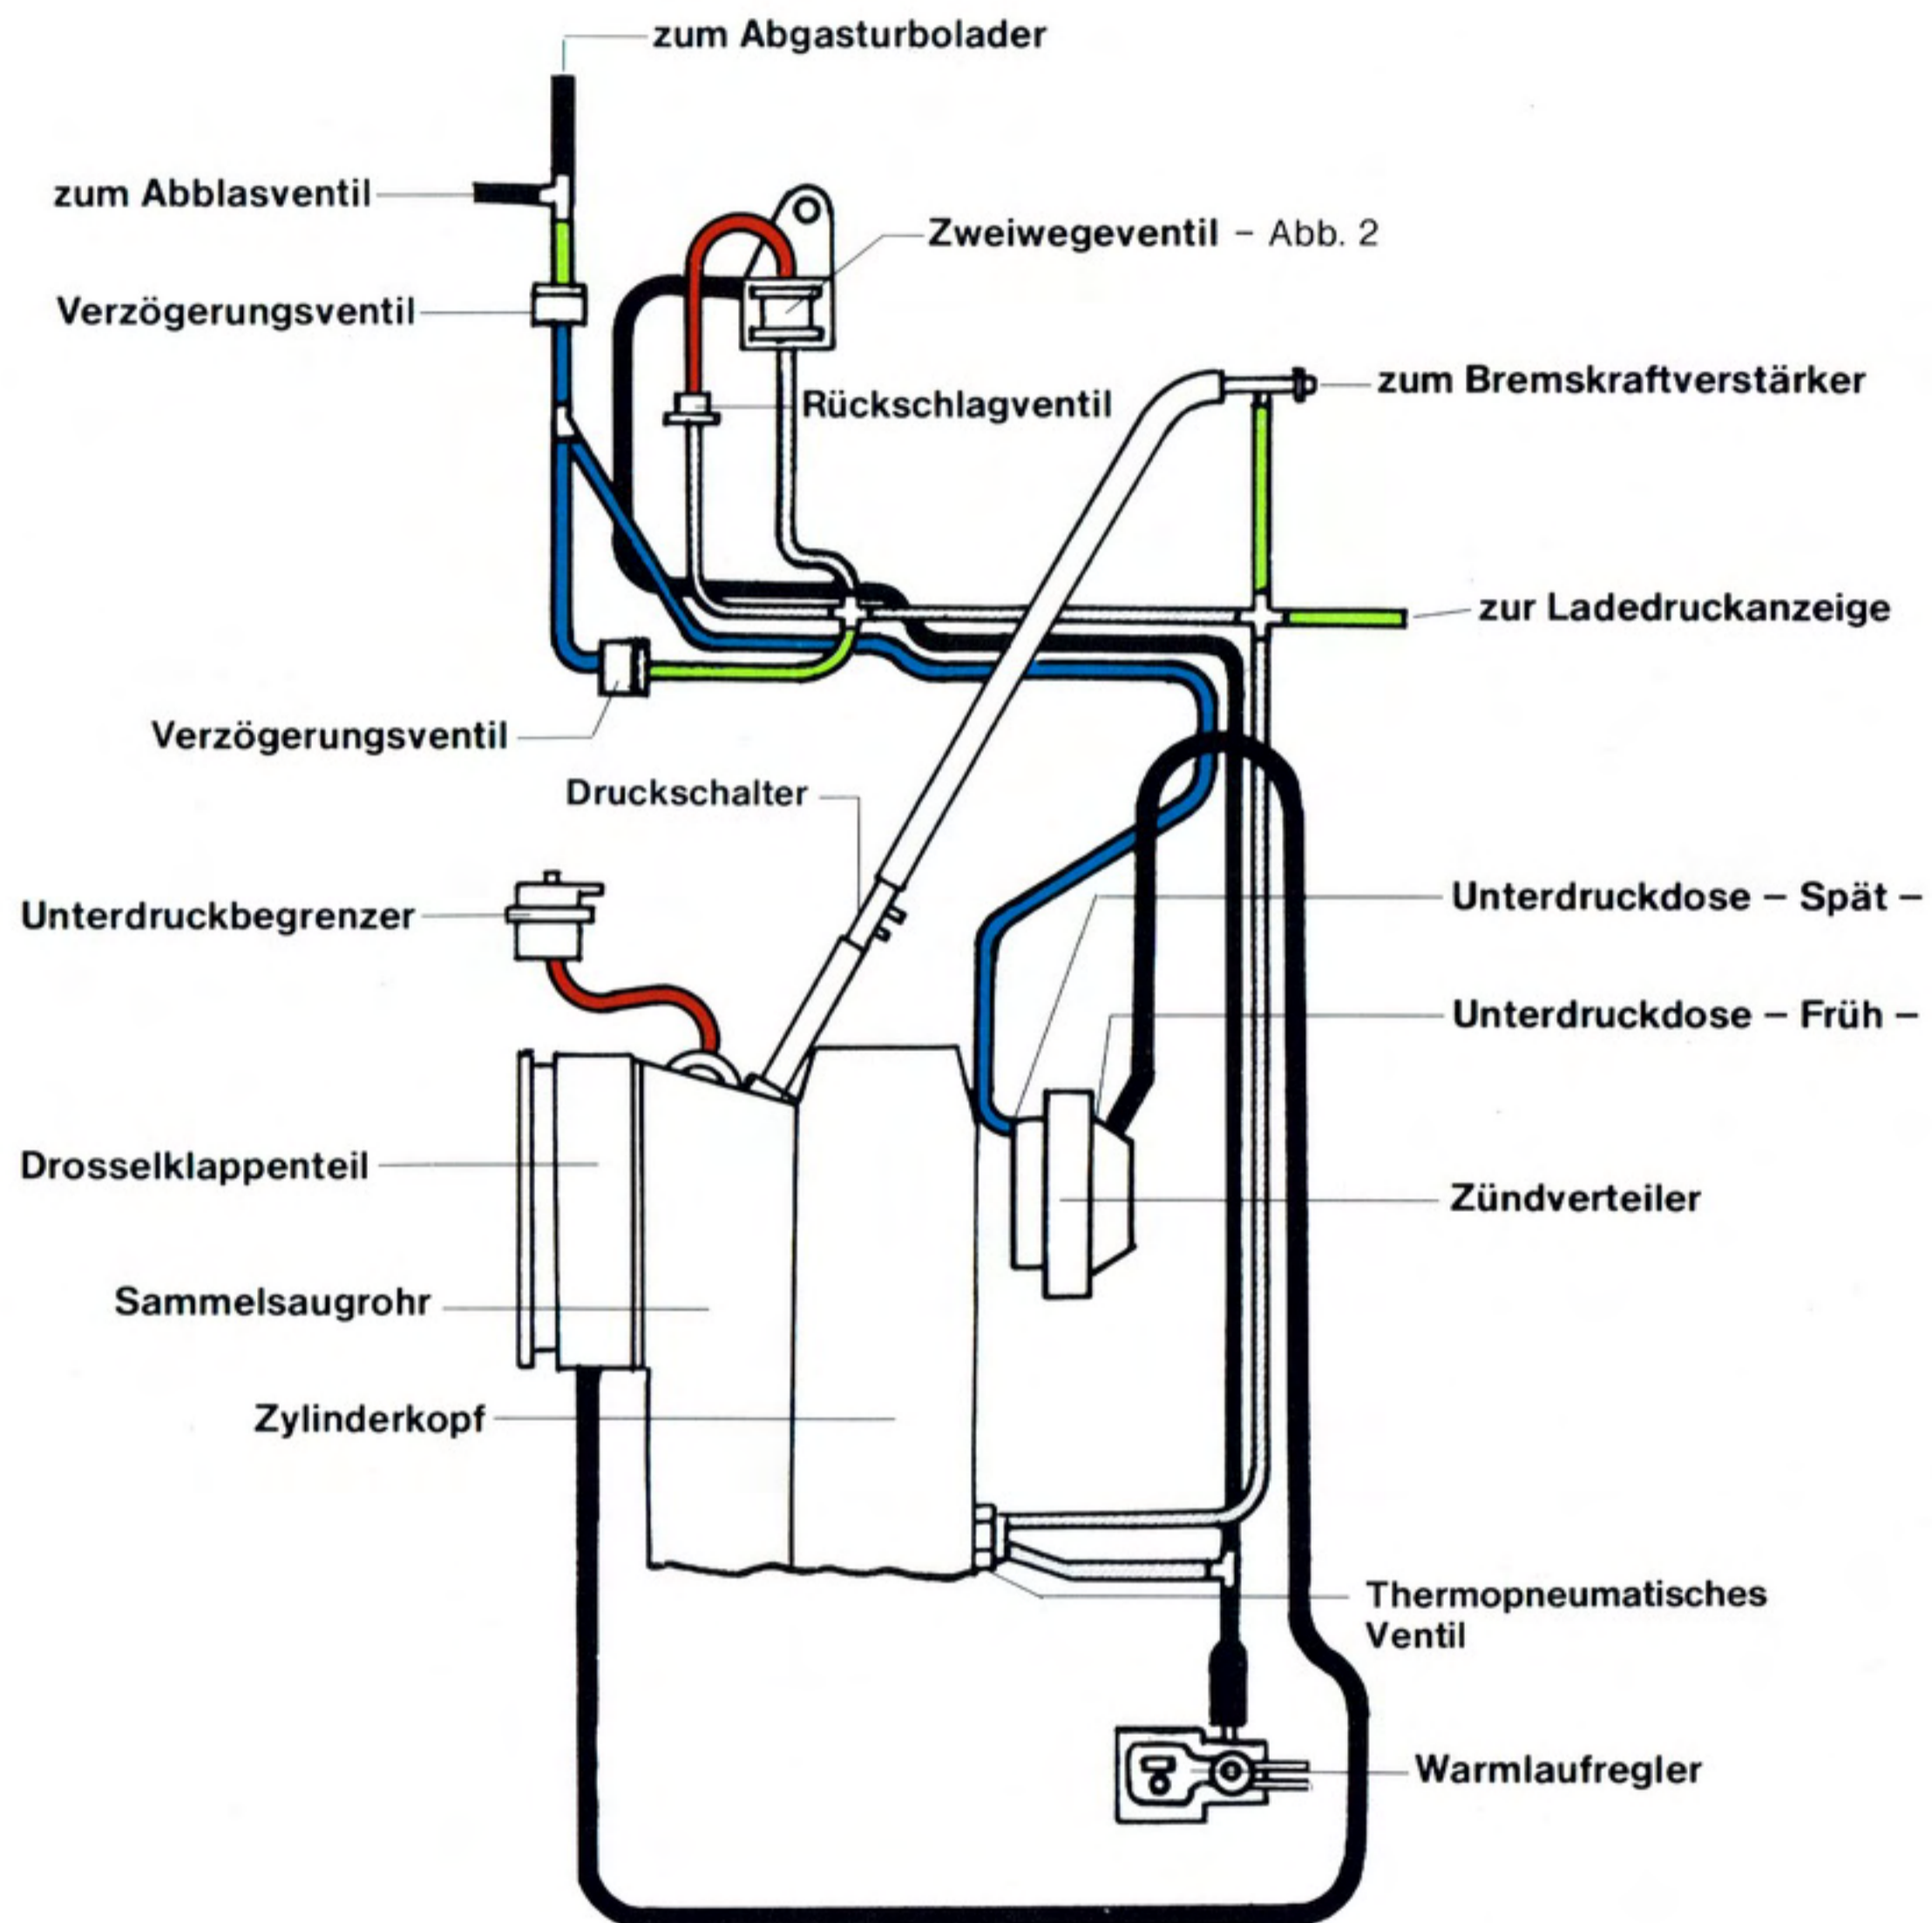 zum Abgasturbolader
zum Abblasventil
Zweiwegeventil – Abb. 2
Verzögerungsventil
zum Bremskraftverstärker
Rückschlagventil
zur Ladedruckanzeige
Verzögerungsventil
Druckschalter
Unterdruckdose – Spät –
Unterdruckbegrenzer
Unterdruckdose – Früh –
Drosselklappenteil
Zündverteiler
Sammelsaugrohr
Zylinderkopf
Thermopneumatisches
Ventil
Warmlaufregler